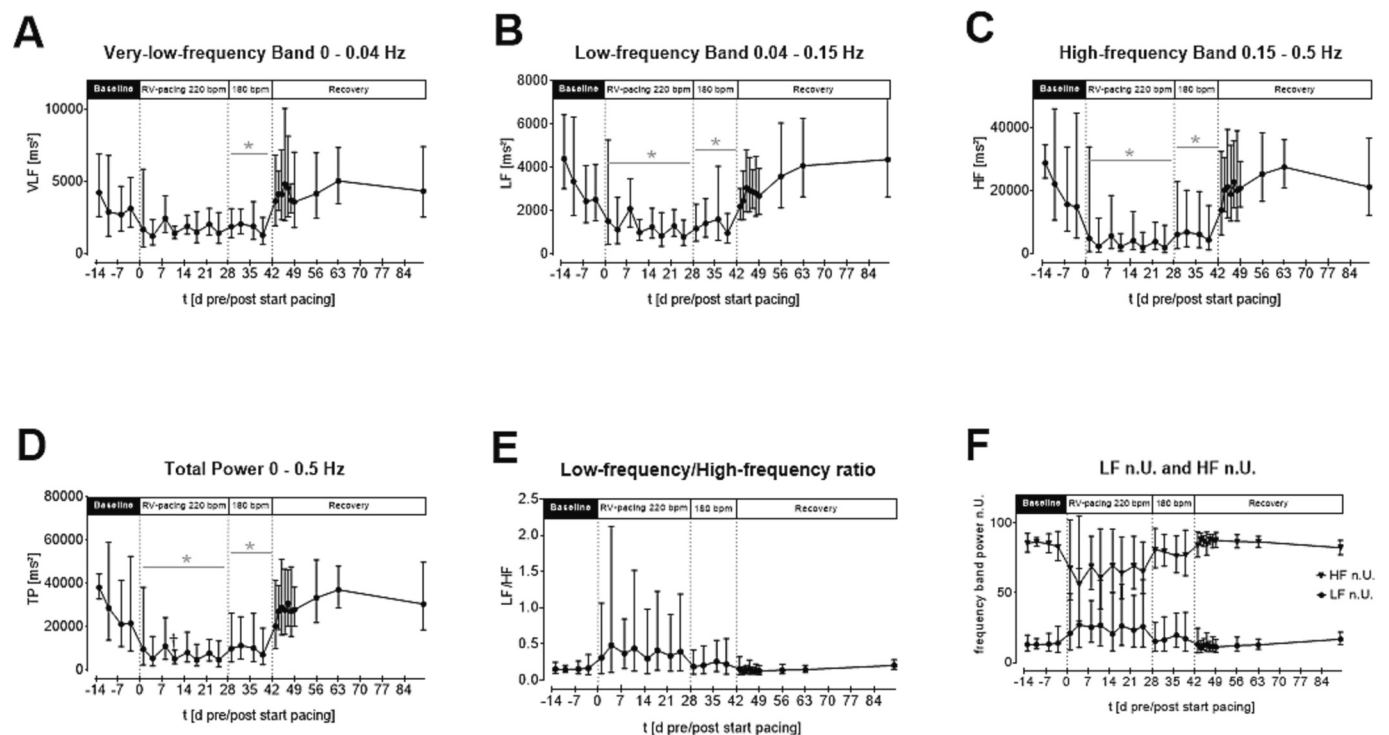 A
Very-low-frequency Band 0 - 0.04 Hz
Baseline RV-pacing 220 bpm 180 bpm Recovery
VLF [ms²]
10000
5000
0
*
-14 -7 0 7 14 21 28 35 42 49 56 63 70 77 84
t [d pre/post start pacing]
B
Low-frequency Band 0.04 - 0.15 Hz
Baseline RV-pacing 220 bpm 180 bpm Recovery
LF [ms²]
8000
6000
4000
2000
0
* *
-14 -7 0 7 14 21 28 35 42 49 56 63 70 77 84
t [d pre/post start pacing]
C
High-frequency Band 0.15 - 0.5 Hz
Baseline RV-pacing 220 bpm 180 bpm Recovery
HF [ms²]
40000
20000
0
* *
-14 -7 0 7 14 21 28 35 42 49 56 63 70 77 84
t [d pre/post start pacing]
D
Total Power 0 - 0.5 Hz
Baseline RV-pacing 220 bpm 180 bpm Recovery
TP [ms²]
80000
60000
40000
20000
0
* *
†
-14 -7 0 7 14 21 28 35 42 49 56 63 70 77 84
t [d pre/post start pacing]
E
Low-frequency/High-frequency ratio
Baseline RV-pacing 220 bpm 180 bpm Recovery
LF/HF
2.5
2.0
1.5
1.0
0.5
0.0
-14 -7 0 7 14 21 28 35 42 49 56 63 70 77 84
t [d pre/post start pacing]
F
LF n.U. and HF n.U.
Baseline RV-pacing 220 bpm 180 bpm Recovery
frequency band power n.U.
100
50
0
HF n.U.
LF n.U.
-14 -7 0 7 14 21 28 35 42 49 56 63 70 77 84
t [d pre/post start pacing]